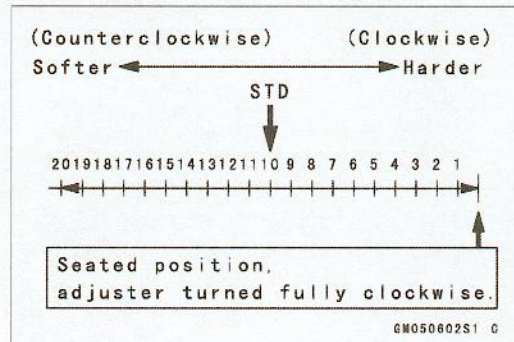 (Counterclockwise) (Clockwise)
Softer Harder
STD
20 19 18 17 16 15 14 13 12 11 10 9 8 7 6 5 4 3 2 1
Seated position,
adjuster turned fully clockwise.
GM050602S1 C